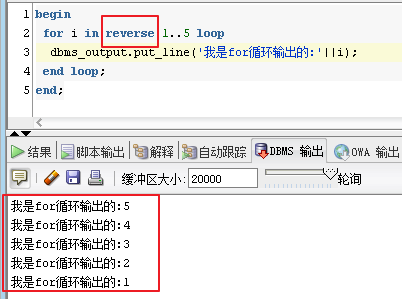 1 begin
2 for i in reverse 1..5 loop
3 dbms_output.put_line('我是for循环输出的:'||i);
4 end loop;
5 end;
结果 脚本输出 解释 自动跟踪 DBMS 输出 OWA 输出
缓冲区大小: 20000 轮询
我是for循环输出的:5
我是for循环输出的:4
我是for循环输出的:3
我是for循环输出的:2
我是for循环输出的:1